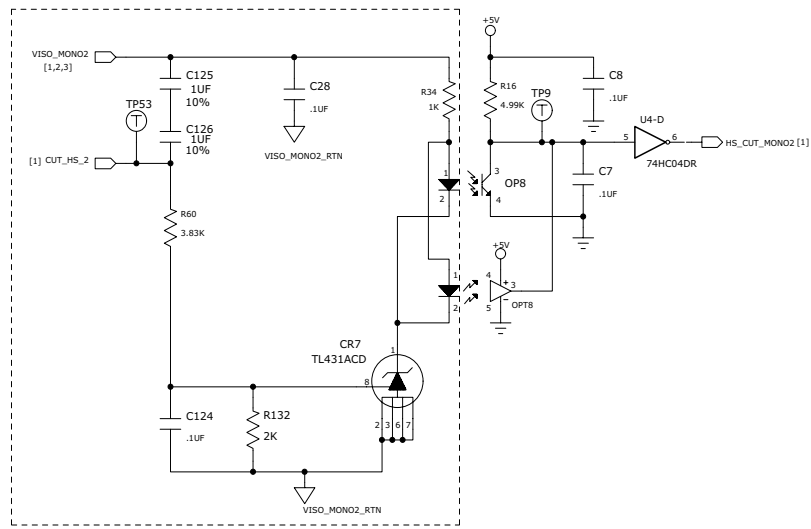 +5V
VISO_MONO2
[1,2,3]
C125
1UF
10%
C28
.1UF
R34
1K
R16
4.99K
TP9
C8
.1UF
TP53
T
T
C126
1UF
10%
VISO_MONO2_RTN
U4-D
5
6
HS_CUT_MONO2 [1]
74HC04DR
[1] CUT_HS_2
1
2
3
4
OP8
C7
.1UF
R60
3.83K
+5V
1
2
4
3
5
OPT8
CR7
TL431ACD
1
8
2
3
6
7
C124
.1UF
R132
2K
VISO_MONO2_RTN